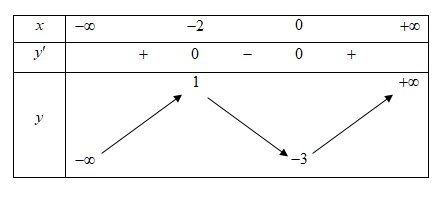 x −∞ −2 0 +∞
y′ + 0 − 0 +
1 +∞
y
−∞ −3